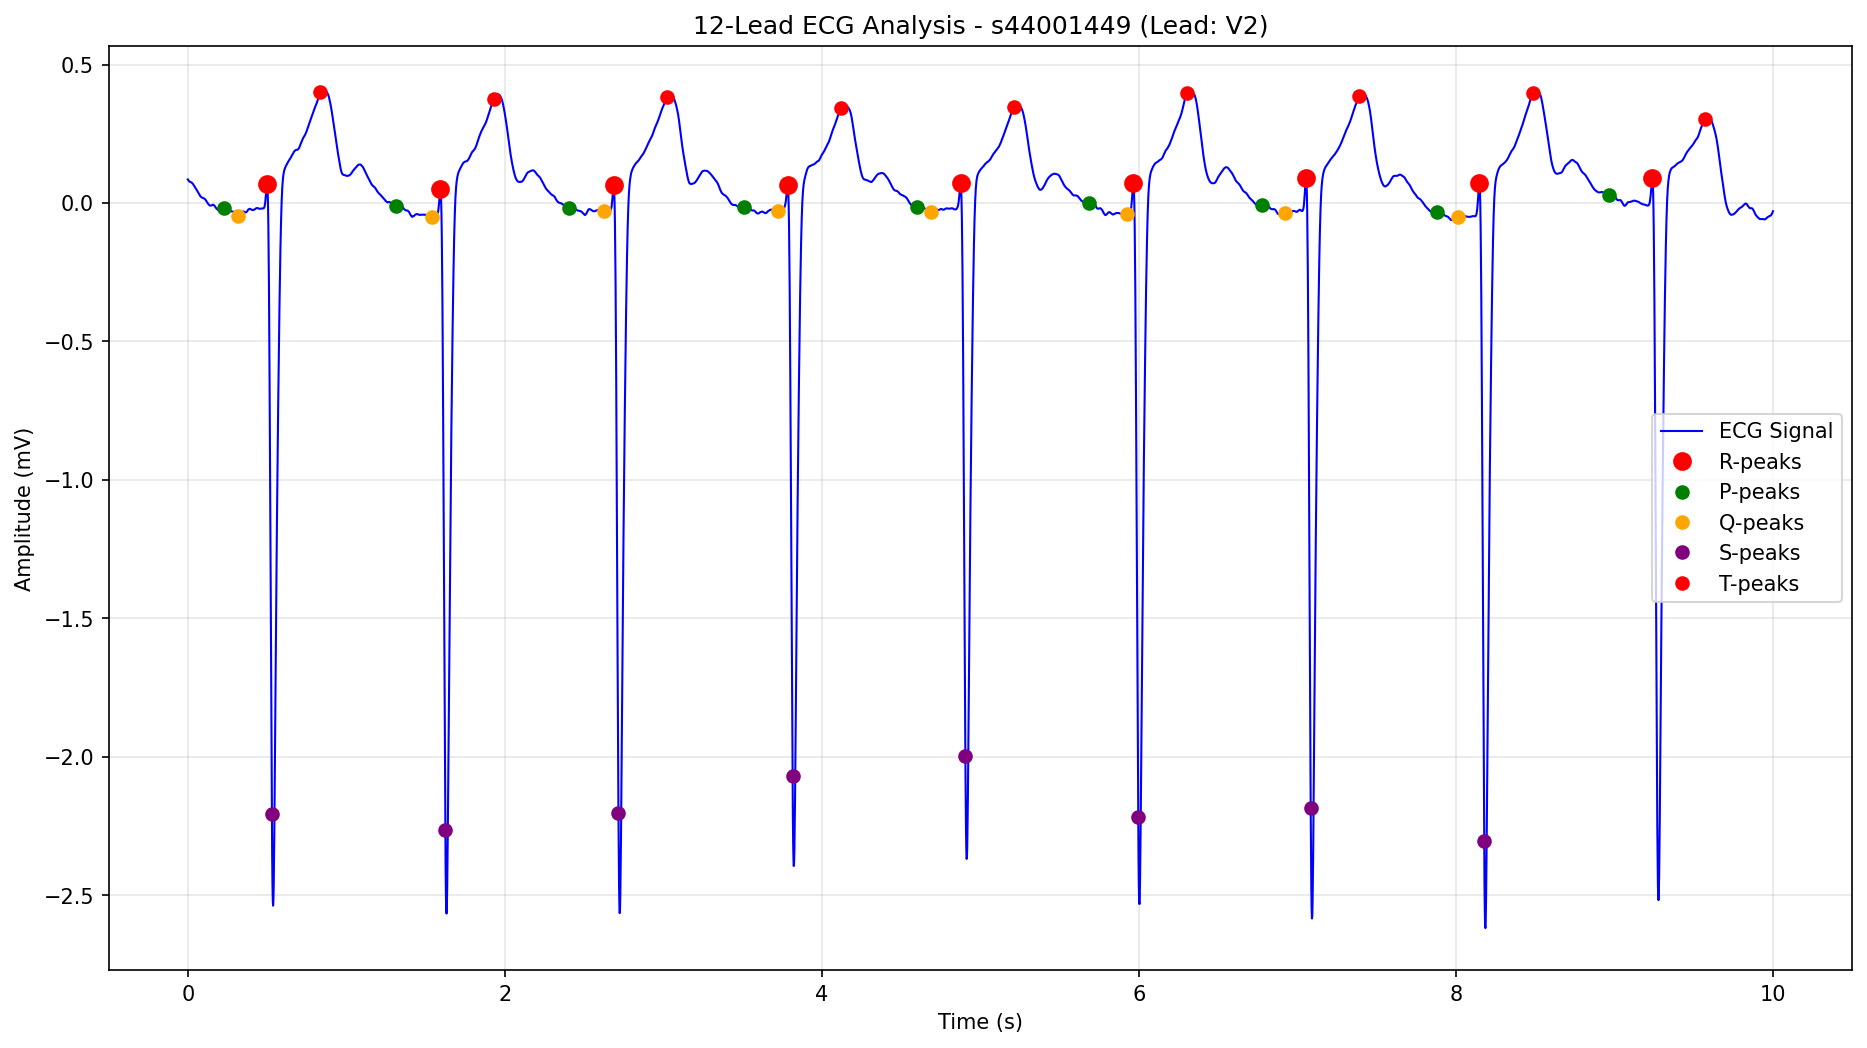 12-Lead ECG Analysis - s44001449 (Lead: V2)
0.5
0.0
−0.5
−1.0
−1.5
−2.0
−2.5
Amplitude (mV)
ECG Signal
R-peaks
P-peaks
Q-peaks
S-peaks
T-peaks
0 2 4 6 8 10
Time (s)